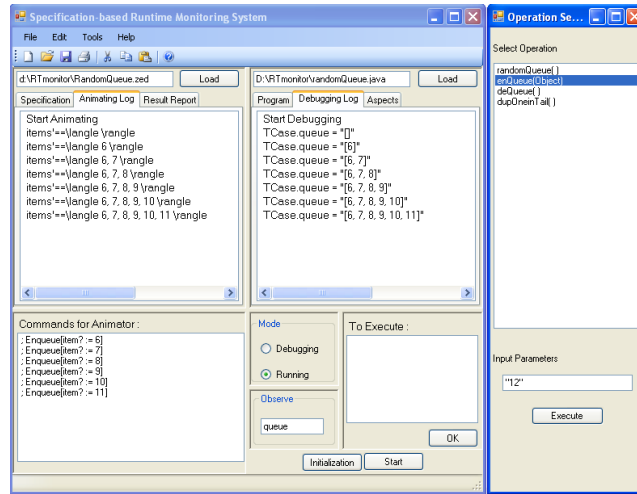 Specification-based Runtime Monitoring System
File Edit Tools Help
d:\RTmonitor\RandomQueue.zed Load
Specification Animating Log Result Report
Start Animating
items'==\langle \rangle
items'==\langle 6 \rangle
items'==\langle 6, 7 \rangle
items'==\langle 6, 7, 8 \rangle
items'==\langle 6, 7, 8, 9 \rangle
items'==\langle 6, 7, 8, 9, 10 \rangle
items'==\langle 6, 7, 8, 9, 10, 11 \rangle
D:\RTmonitor\randomQueue.java Load
Program Debugging Log Aspects
Start Debugging
TCase.queue = "[]"
TCase.queue = "[6]"
TCase.queue = "[6, 7]"
TCase.queue = "[6, 7, 8]"
TCase.queue = "[6, 7, 8, 9]"
TCase.queue = "[6, 7, 8, 9, 10]"
TCase.queue = "[6, 7, 8, 9, 10, 11]"
Commands for Animator :
; Enqueue[item? := 6]
; Enqueue[item? := 7]
; Enqueue[item? := 8]
; Enqueue[item? := 9]
; Enqueue[item? := 10]
; Enqueue[item? := 11]
Mode
Debugging
Running
Observe
queue
To Execute :
OK
Initialization Start
Operation Se...
Select Operation
randomQueue( )
enQueue(Object)
deQueue( )
dupOneinTail( )
Input Parameters
"12"
Execute